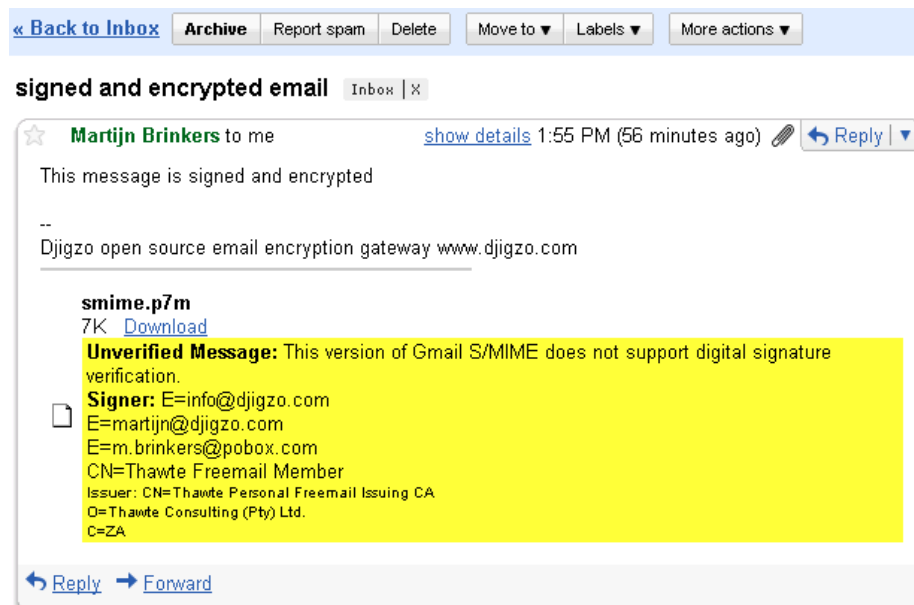 « Back to Inbox Archive Report spam Delete Move to ▼ Labels ▼ More actions ▼
signed and encrypted email Inbox | X
Martijn Brinkers to me show details 1:55 PM (56 minutes ago) Reply ▼
This message is signed and encrypted
--
Djigzo open source email encryption gateway www.djigzo.com
smime.p7m
7K Download
Unverified Message: This version of Gmail S/MIME does not support digital signature
verification.
Signer: E=info@djigzo.com
E=martijn@djigzo.com
E=m.brinkers@pobox.com
CN=Thawte Freemail Member
Issuer: CN=Thawte Personal Freemail Issuing CA
O=Thawte Consulting (Pty) Ltd.
C=ZA
Reply Forward